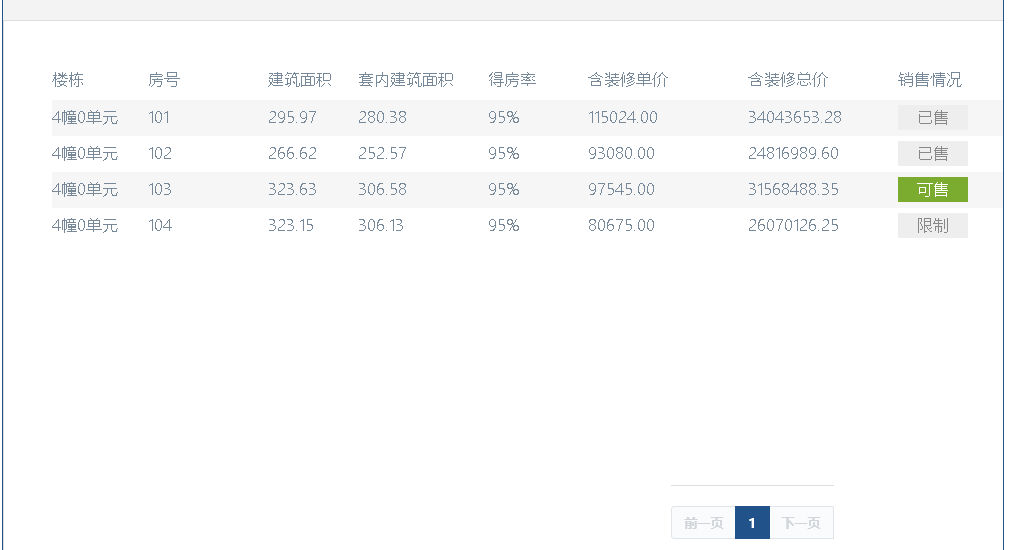 楼栋 房号 建筑面积 套内建筑面积 得房率 含装修单价 含装修总价 销售情况
4幢0单元 101 295.97 280.38 95% 115024.00 34043653.28 已售
4幢0单元 102 266.62 252.57 95% 93080.00 24816989.60 已售
4幢0单元 103 323.63 306.58 95% 97545.00 31568488.35 可售
4幢0单元 104 323.15 306.13 95% 80675.00 26070126.25 限制
前一页 1 下一页